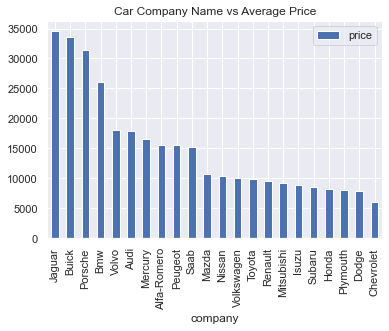 Car Company Name vs Average Price
price
35000
30000
25000
20000
15000
10000
5000
0
Jaguar
Buick
Porsche
Bmw
Volvo
Audi
Mercury
Alfa-Romero
Peugeot
Saab
Mazda
Nissan
Volkswagen
Toyota
Renault
Mitsubishi
Isuzu
Subaru
Honda
Plymouth
Dodge
Chevrolet
company